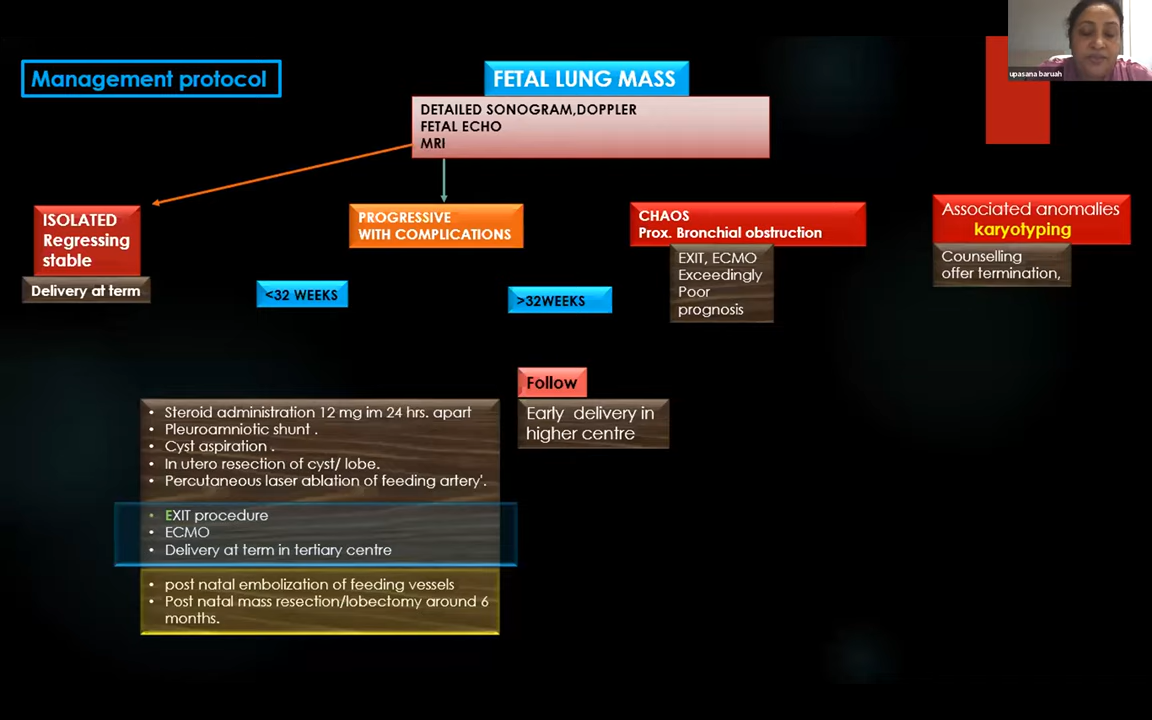 Management protocol
FETAL LUNG MASS
upasana baruah
DETAILED SONOGRAM,DOPPLER
FETAL ECHO
MRI
ISOLATED
Regressing
stable
Delivery at term
PROGRESSIVE
WITH COMPLICATIONS
CHAOS
Prox. Bronchial obstruction
EXIT, ECMO
Exceedingly
Poor
prognosis
Associated anomalies
karyotyping
Counselling
offer termination,
<32 WEEKS
>32WEEKS
Follow
Early delivery in
higher centre
• Steroid administration 12 mg im 24 hrs. apart
• Pleuroamniotic shunt .
• Cyst aspiration .
• In utero resection of cyst/ lobe.
• Percutaneous laser ablation of feeding artery'.
• EXIT procedure
• ECMO
• Delivery at term in tertiary centre
• post natal embolization of feeding vessels
• Post natal mass resection/lobectomy around 6
months.